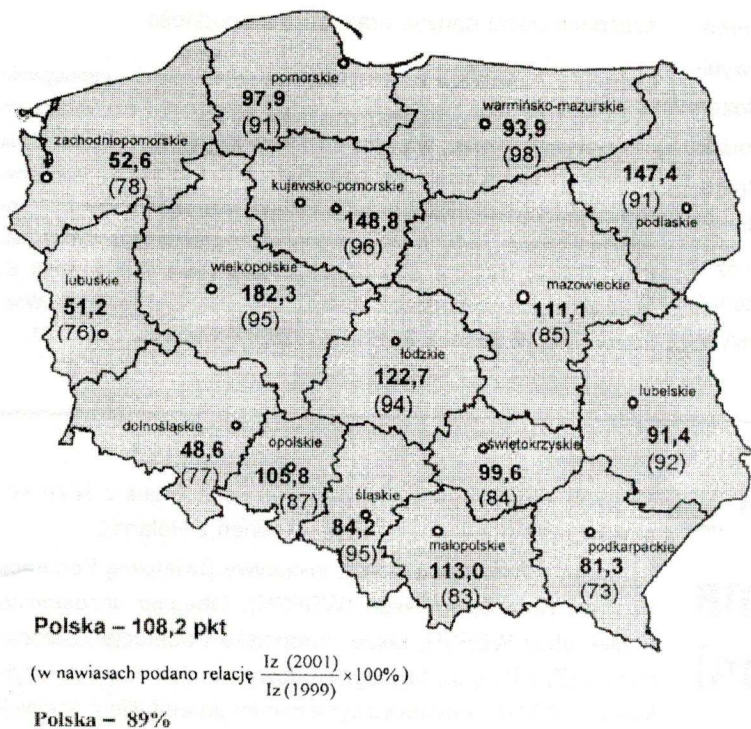 pomorskie
97,9
(91)
warmińsko-mazurskie
93,9
(98)
zachodniopomorskie
52,6
(78)
147,4
(91)
podlaskie
kujawsko-pomorskie
148,8
(96)
wielkopolskie
182,3
(95)
lubuskie
51,2
(76)
mazowieckie
111,1
(85)
łódzkie
122,7
(94)
lubelskie
91,4
(92)
dolnośląskie
48,6
(77)
opolskie
105,8
(87)
świętokrzyskie
99,6
(84)
śląskie
84,2
(95)
małopolskie
113,0
(83)
podkarpackie
81,3
(73)
Polska – 108,2 pkt
(w nawiasach podano relację Iz (2001) / Iz (1999) ×100%)
Polska – 89%